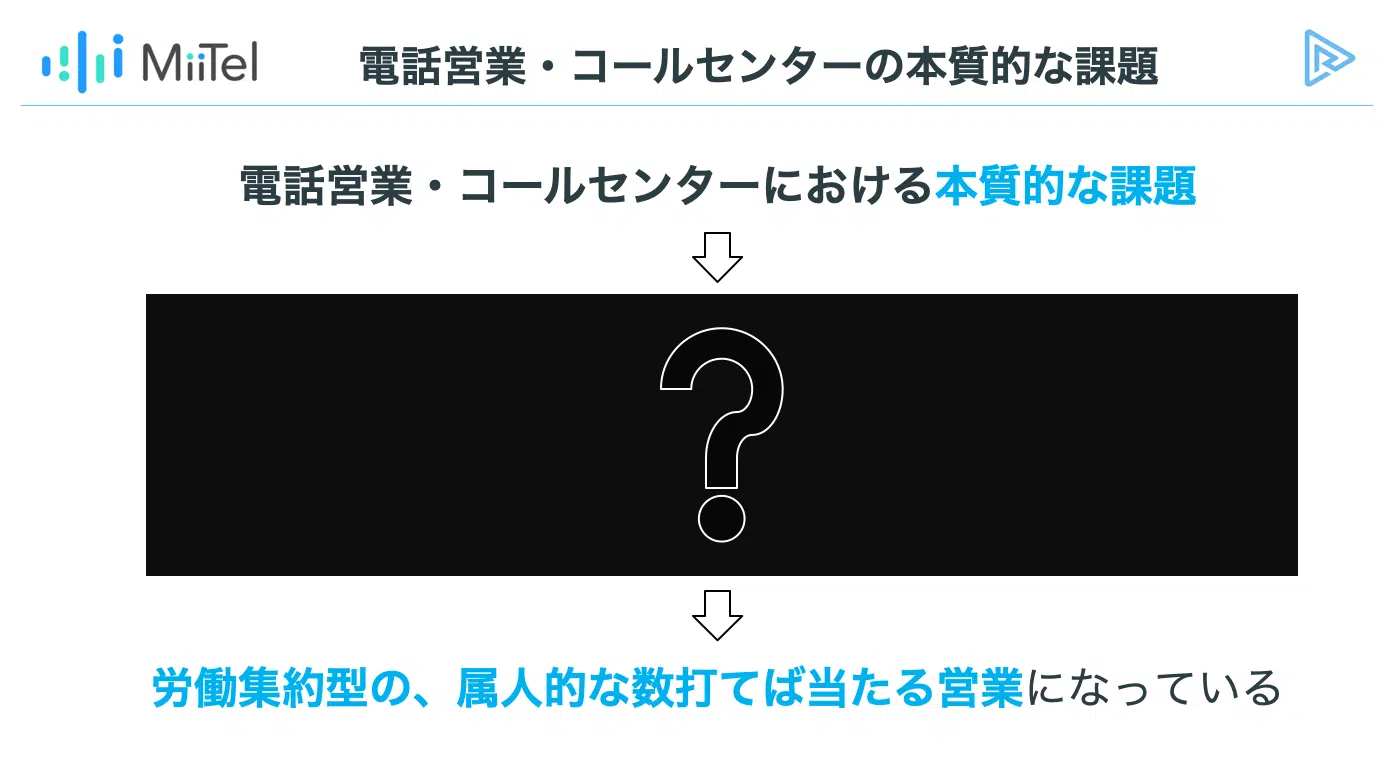 MiiTel
電話営業・コールセンターの本質的な課題
電話営業・コールセンターにおける本質的な課題
?
労働集約型の、属人的な数打てば当たる営業になっている